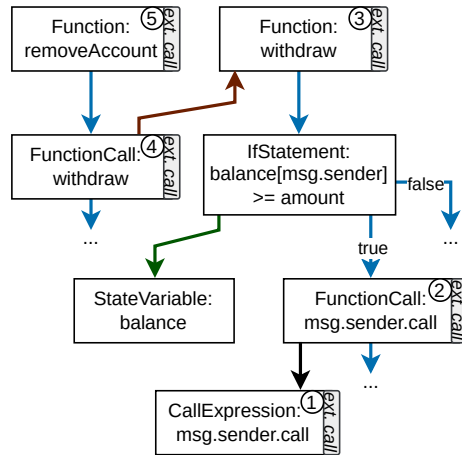 Function:
removeAccount
5
ext. call
Function:
withdraw
3
ext. call
FunctionCall:
withdraw
4
ext. call
...
IfStatement:
balance[msg.sender]
>= amount
false
...
true
StateVariable:
balance
FunctionCall:
msg.sender.call
2
ext. call
...
CallExpression:
msg.sender.call
1
ext. call